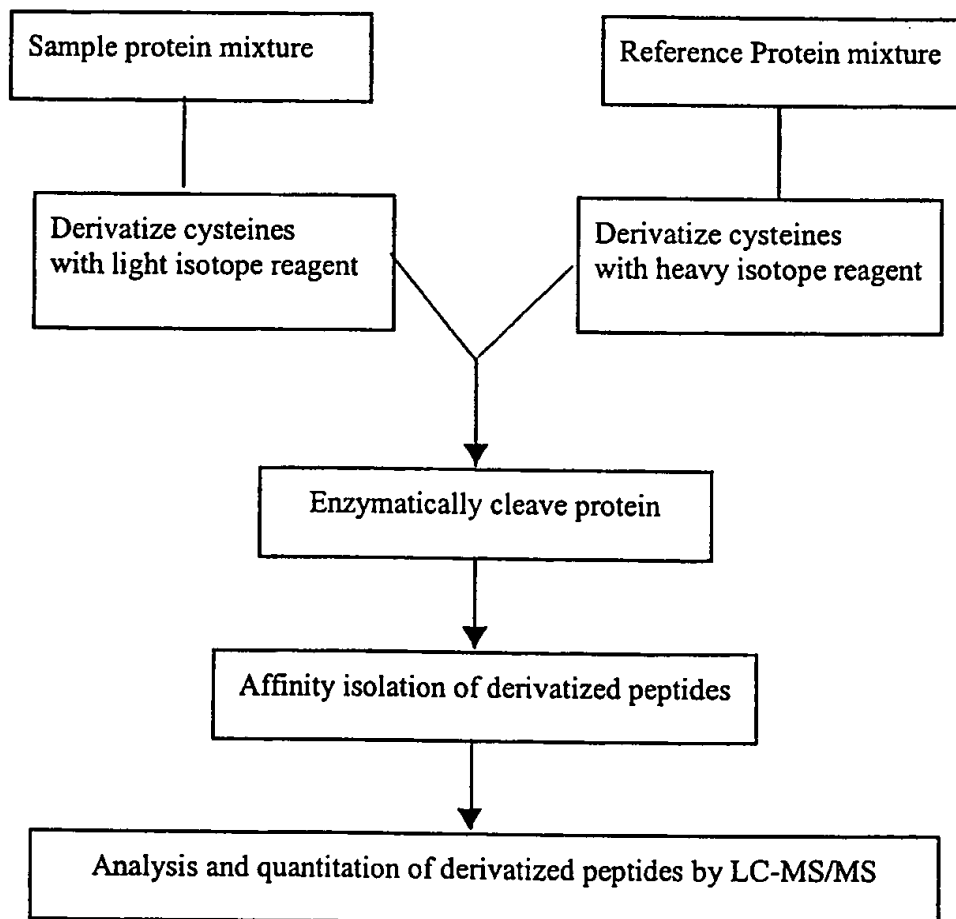 Sample protein mixture
Reference Protein mixture
Derivatize cysteines
with light isotope reagent
Derivatize cysteines
with heavy isotope reagent
Enzymatically cleave protein
Affinity isolation of derivatized peptides
Analysis and quantitation of derivatized peptides by LC-MS/MS